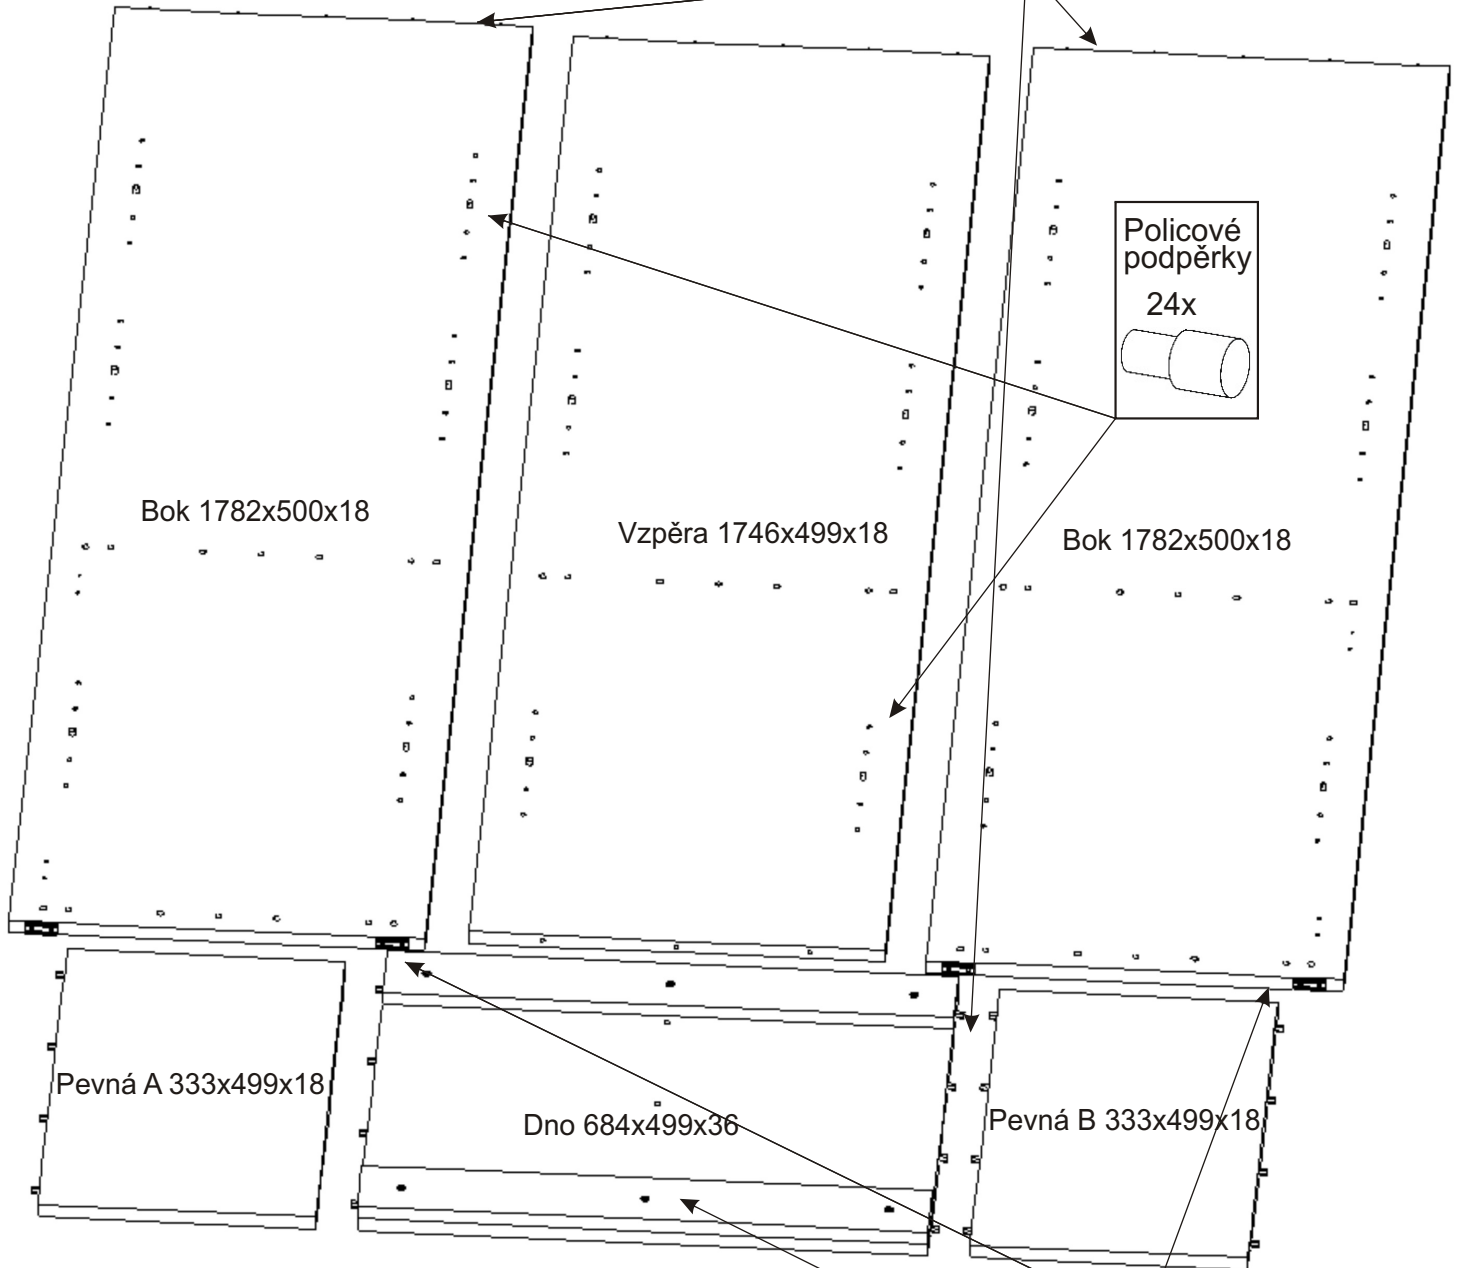 Policové
podpěrky
24x
Bok 1782x500x18
Vzpěra 1746x499x18
Bok 1782x500x18
Pevná A 333x499x18
Dno 684x499x36
Pevná B 333x499x18